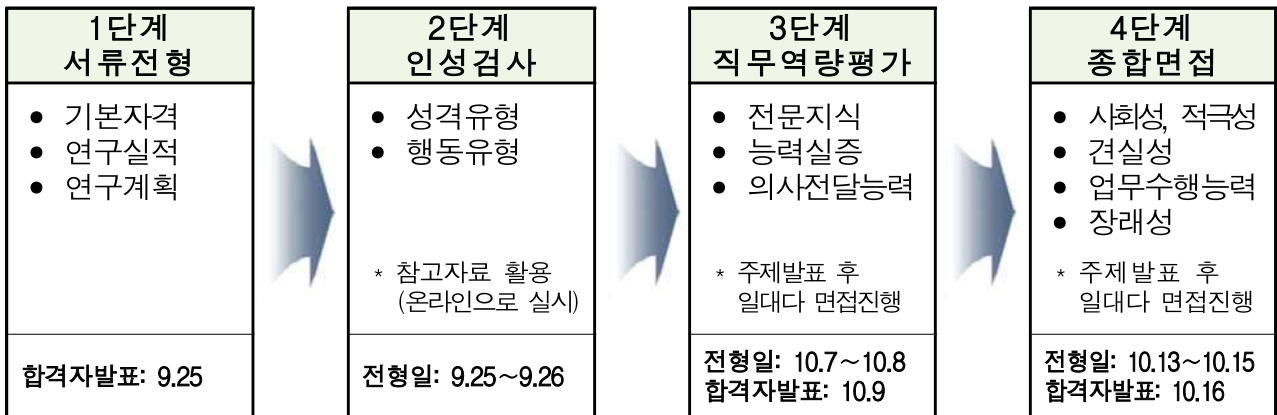 1단계
서류전형
● 기본자격
● 연구실적
● 연구계획
합격자발표: 9.25
2단계
인성검사
● 성격유형
● 행동유형
* 참고자료 활용
(온라인으로 실시)
전형일: 9.25~9.26
3단계
직무역량평가
● 전문지식
● 능력실증
● 의사전달능력
* 주제발표 후
일대다 면접진행
전형일: 10.7~10.8
합격자발표: 10.9
4단계
종합면접
● 사회성, 적극성
● 견실성
● 업무수행능력
● 장래성
* 주제발표 후
일대다 면접진행
전형일: 10.13~10.15
합격자발표: 10.16